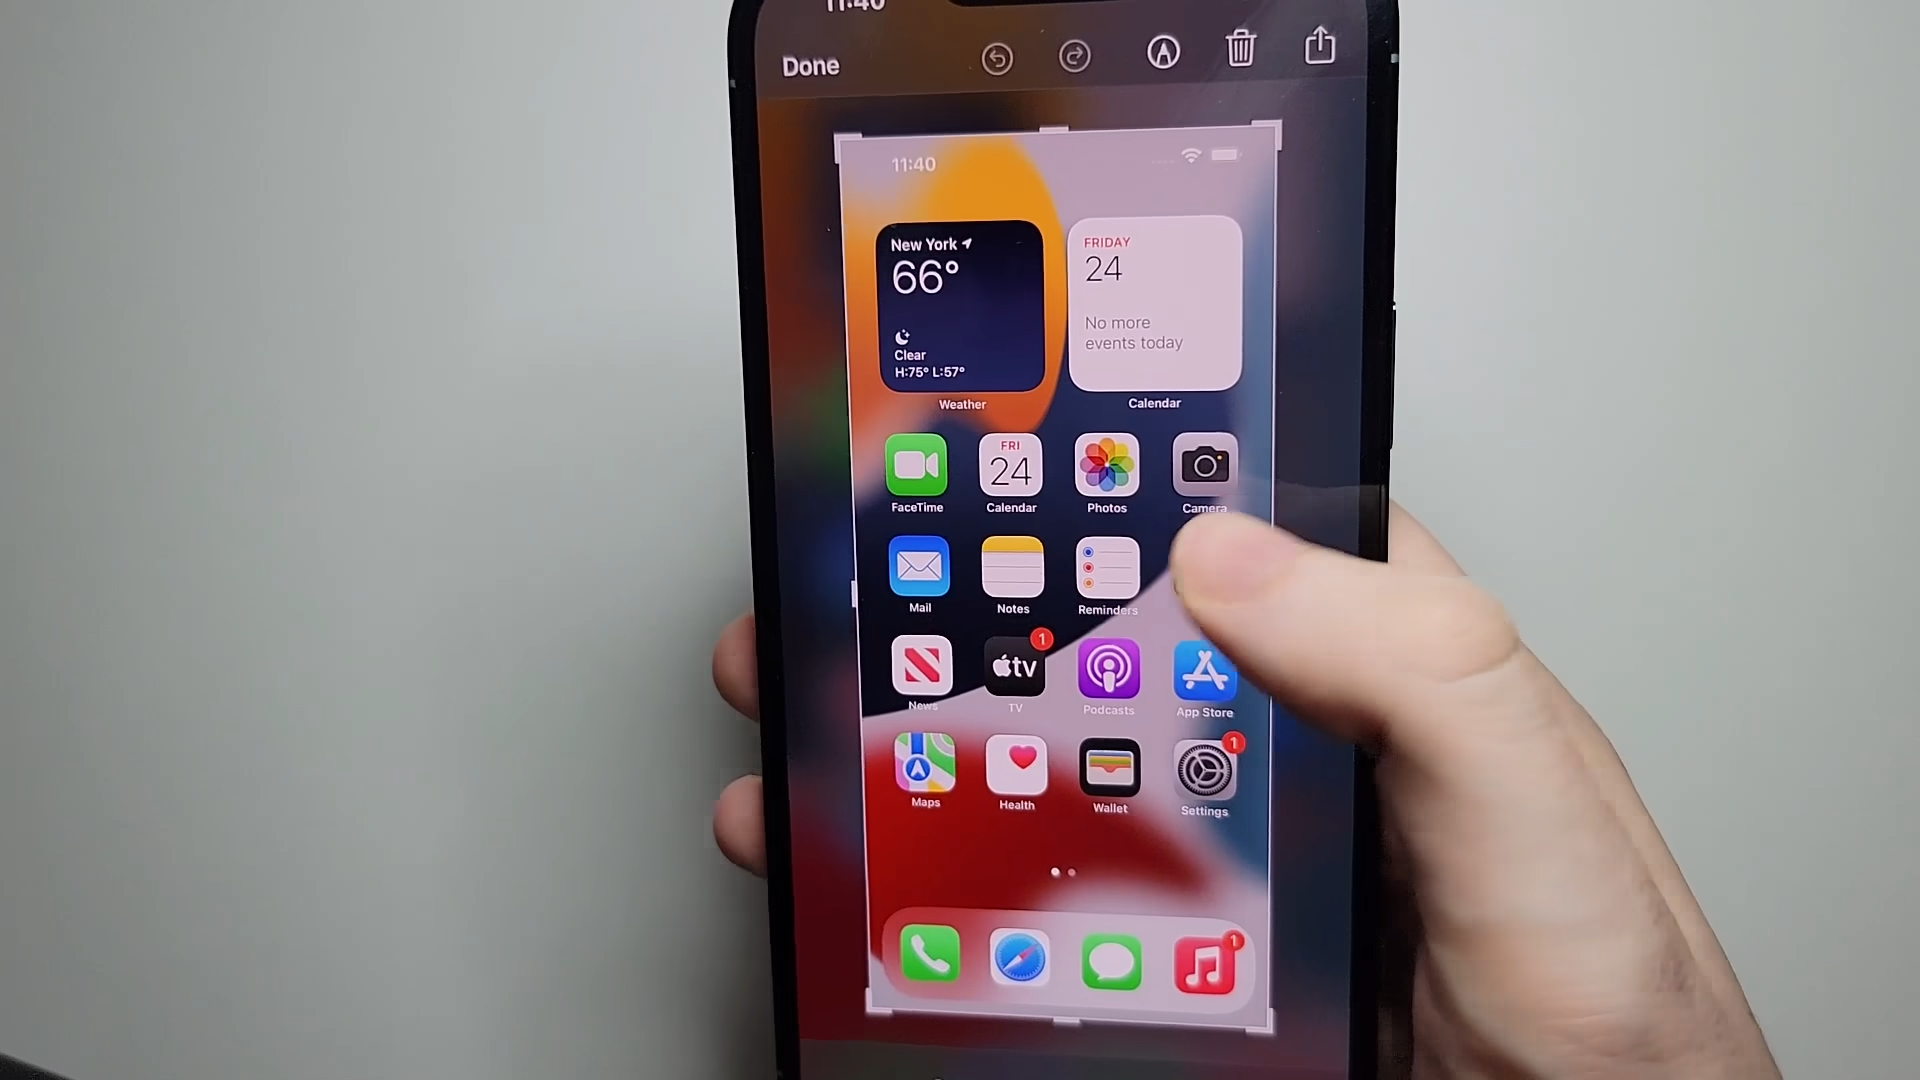 11:40
Done
11:40
New York
66°
Clear
H:75° L:57°
Weather
FRIDAY
24
No more
events today
Calendar
FRI
24
FaceTime
Calendar
Photos
Camera
Mail
Notes
Reminders
tv
1
News
TV
Podcasts
App Store
1
Maps
Health
Wallet
Settings
1